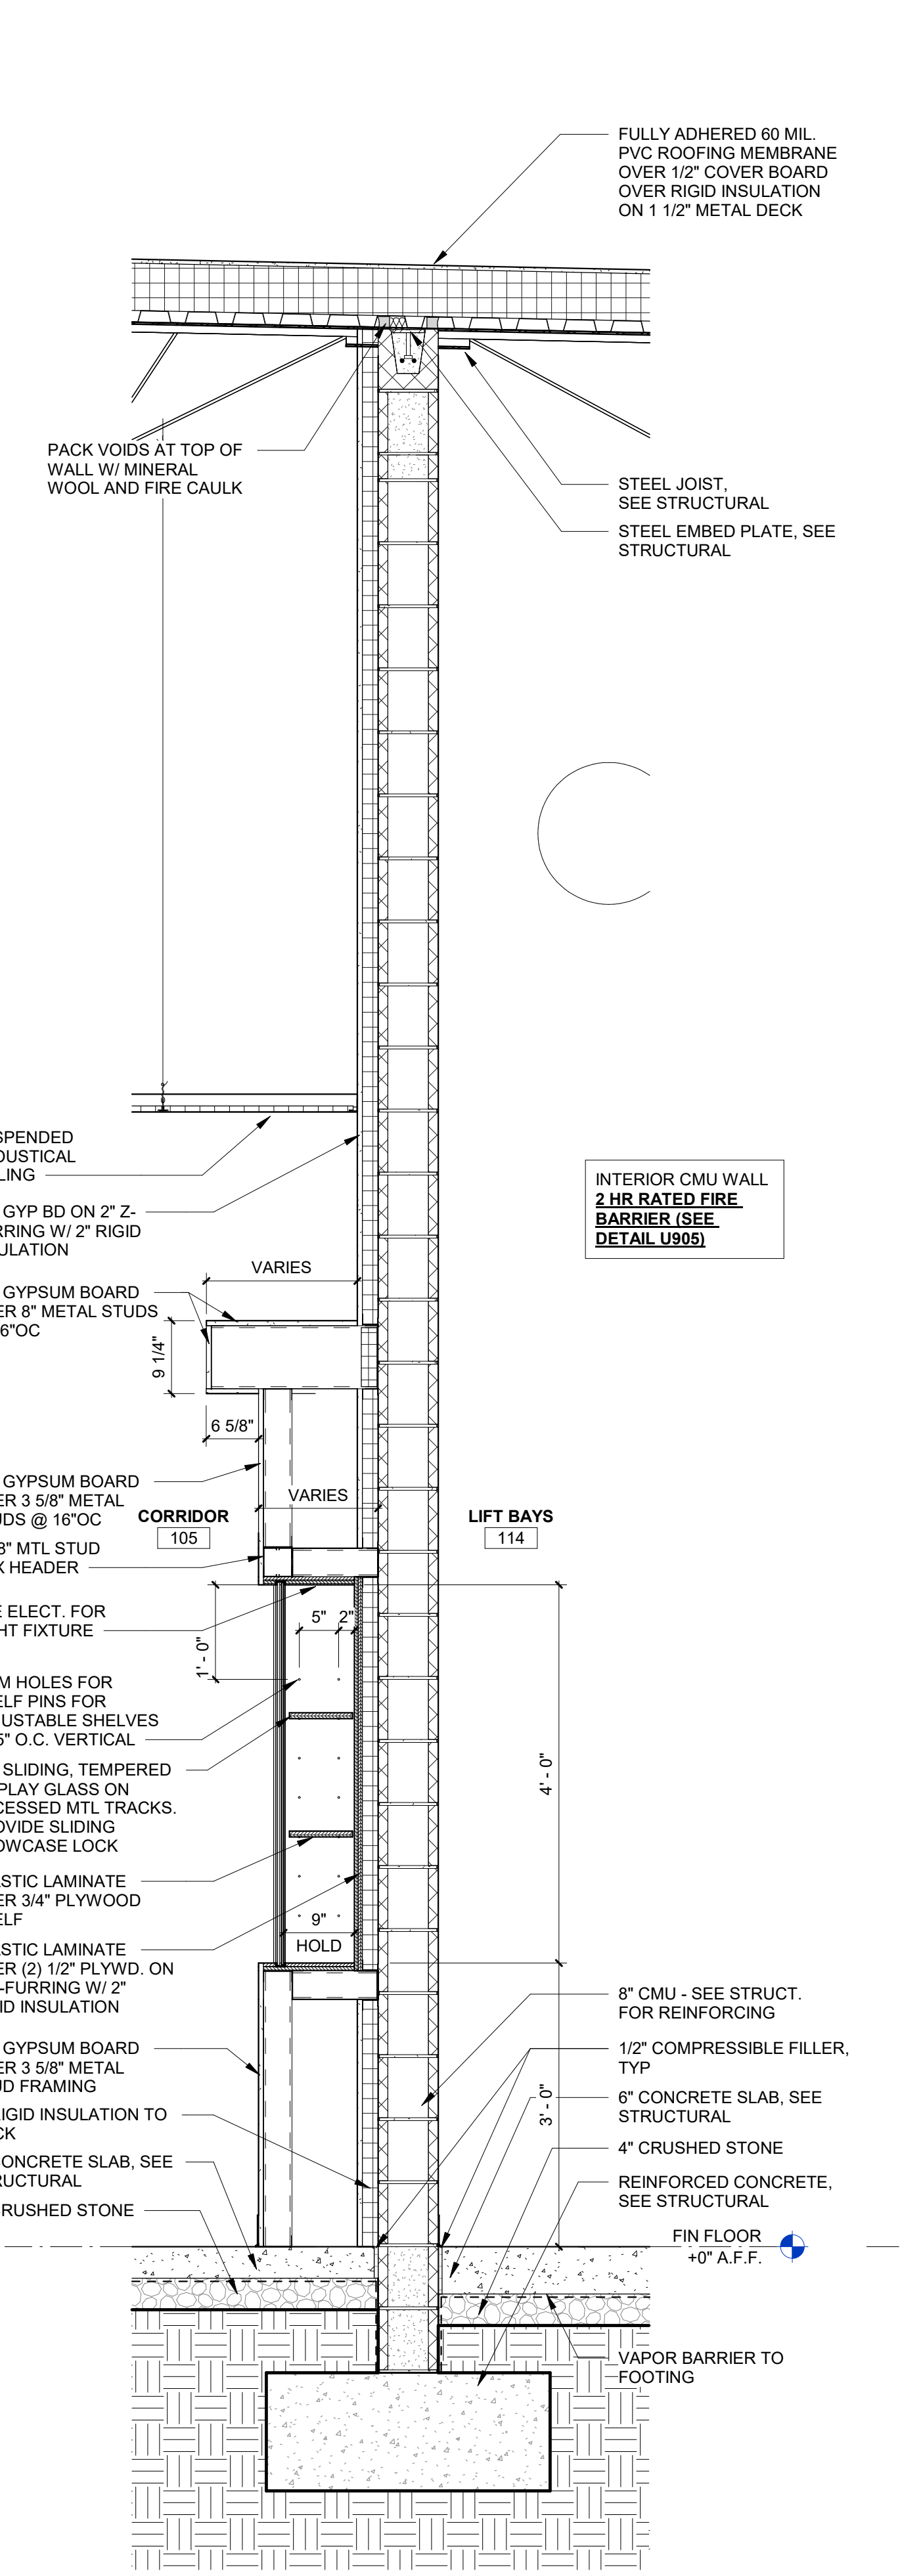 FULLY ADHERED 60 MIL.
PVC ROOFING MEMBRANE
OVER 1/2" COVER BOARD
OVER RIGID INSULATION
ON 1 1/2" METAL DECK
PACK VOIDS AT TOP OF
WALL W/ MINERAL
WOOL AND FIRE CAULK
STEEL JOIST,
SEE STRUCTURAL
STEEL EMBED PLATE, SEE
STRUCTURAL
SPENDED
OUSTICAL
LING
GYP BD ON 2" Z-
RRING W/ 2" RIGID
ULATION
INTERIOR CMU WALL
2 HR RATED FIRE
BARRIER (SEE
DETAIL U905)
VARIES
GYPSUM BOARD
ER 8" METAL STUDS
6"OC
9 1/4"
6 5/8"
GYPSUM BOARD
ER 3 5/8" METAL
UDS @ 16"OC
VARIES
CORRIDOR
105
LIFT BAYS
114
8" MTL STUD
X HEADER
E ELECT. FOR
HT FIXTURE
5"
2"
1' - 0"
M HOLES FOR
ELF PINS FOR
JUSTABLE SHELVES
5" O.C. VERTICAL
SLIDING, TEMPERED
PLAY GLASS ON
CESSED MTL TRACKS.
OVIDE SLIDING
OWCASE LOCK
4' - 0"
ASTIC LAMINATE
ER 3/4" PLYWOOD
ELF
9"
HOLD
ASTIC LAMINATE
ER (2) 1/2" PLYWD. ON
-FURRING W/ 2"
ID INSULATION
8" CMU - SEE STRUCT.
FOR REINFORCING
GYPSUM BOARD
ER 3 5/8" METAL
UD FRAMING
1/2" COMPRESSIBLE FILLER,
TYP
6" CONCRETE SLAB, SEE
STRUCTURAL
3' - 0"
IGID INSULATION TO
CK
4" CRUSHED STONE
ONCRETE SLAB, SEE
RUCTURAL
REINFORCED CONCRETE,
SEE STRUCTURAL
CRUSHED STONE
FIN FLOOR
+0" A.F.F.
VAPOR BARRIER TO
FOOTING